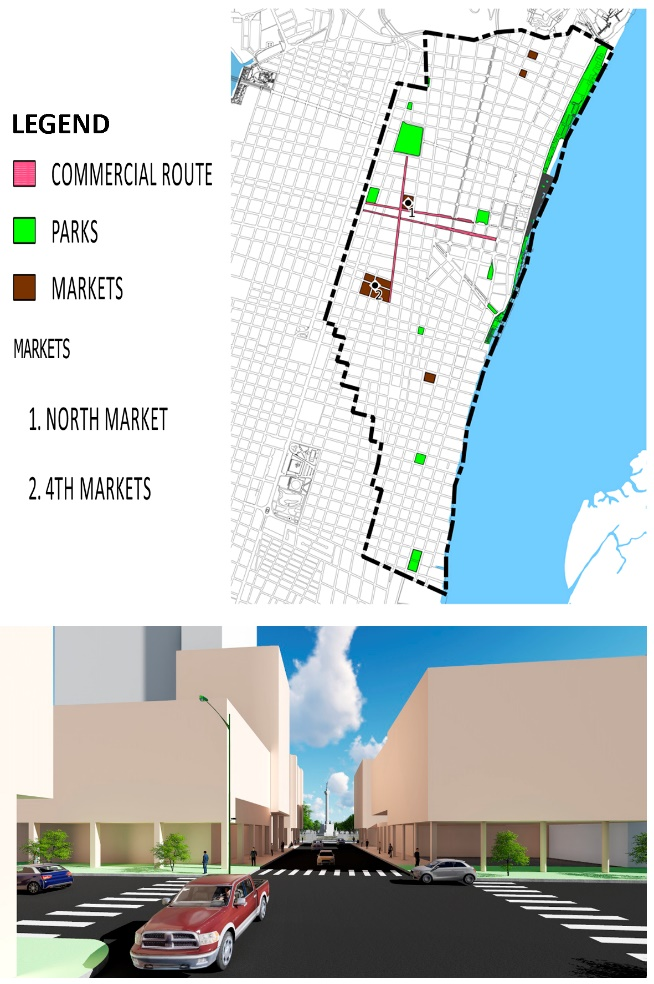 LEGEND
COMMERCIAL ROUTE
PARKS
MARKETS
MARKETS
1. NORTH MARKET
2. 4TH MARKETS
1
2